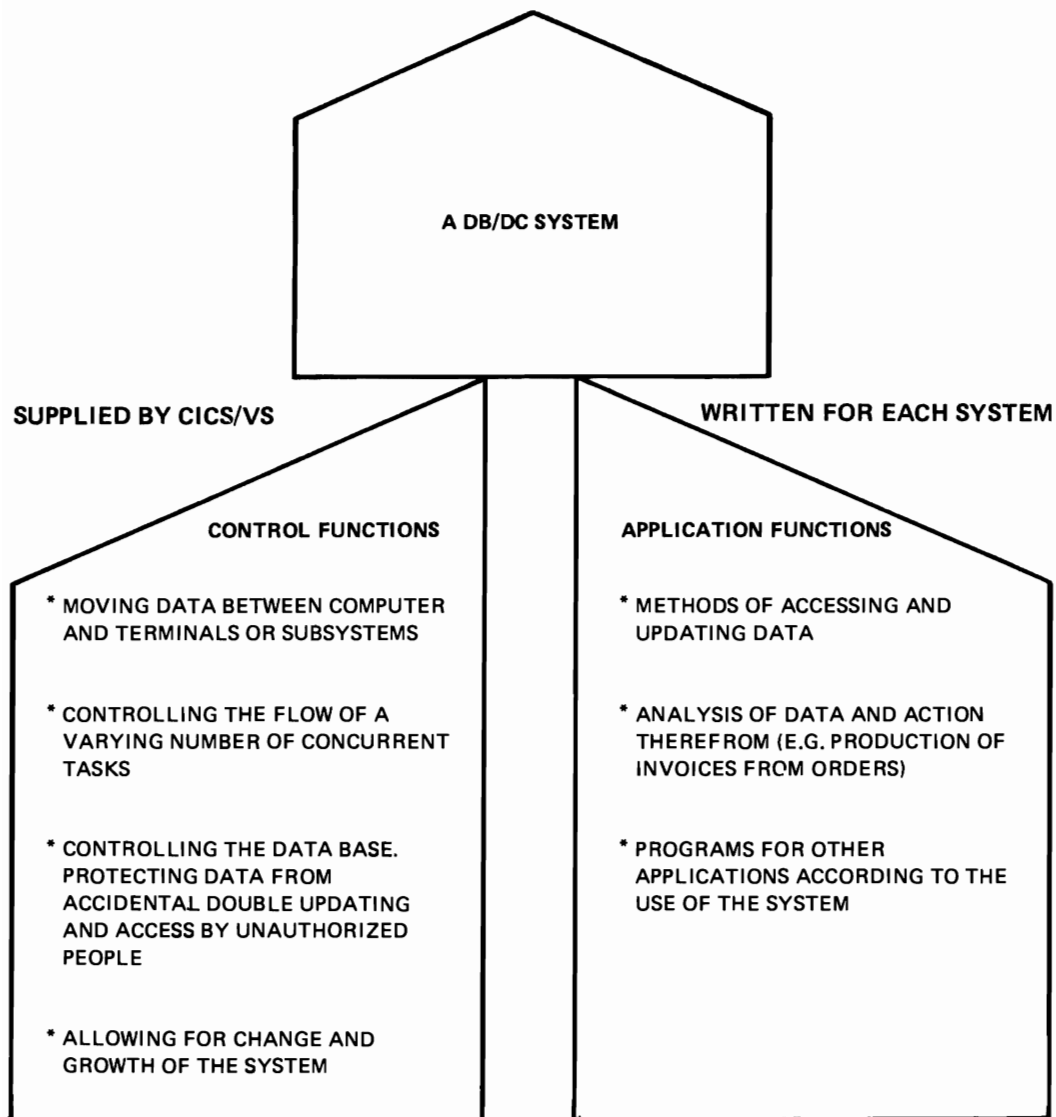 A DB/DC SYSTEM
SUPPLIED BY CICS/VS
WRITTEN FOR EACH SYSTEM
CONTROL FUNCTIONS
* MOVING DATA BETWEEN COMPUTER
AND TERMINALS OR SUBSYSTEMS
* CONTROLLING THE FLOW OF A
VARYING NUMBER OF CONCURRENT
TASKS
* CONTROLLING THE DATA BASE.
PROTECTING DATA FROM
ACCIDENTAL DOUBLE UPDATING
AND ACCESS BY UNAUTHORIZED
PEOPLE
* ALLOWING FOR CHANGE AND
GROWTH OF THE SYSTEM
APPLICATION FUNCTIONS
* METHODS OF ACCESSING AND
UPDATING DATA
* ANALYSIS OF DATA AND ACTION
THEREFROM (E.G. PRODUCTION OF
INVOICES FROM ORDERS)
* PROGRAMS FOR OTHER
APPLICATIONS ACCORDING TO THE
USE OF THE SYSTEM